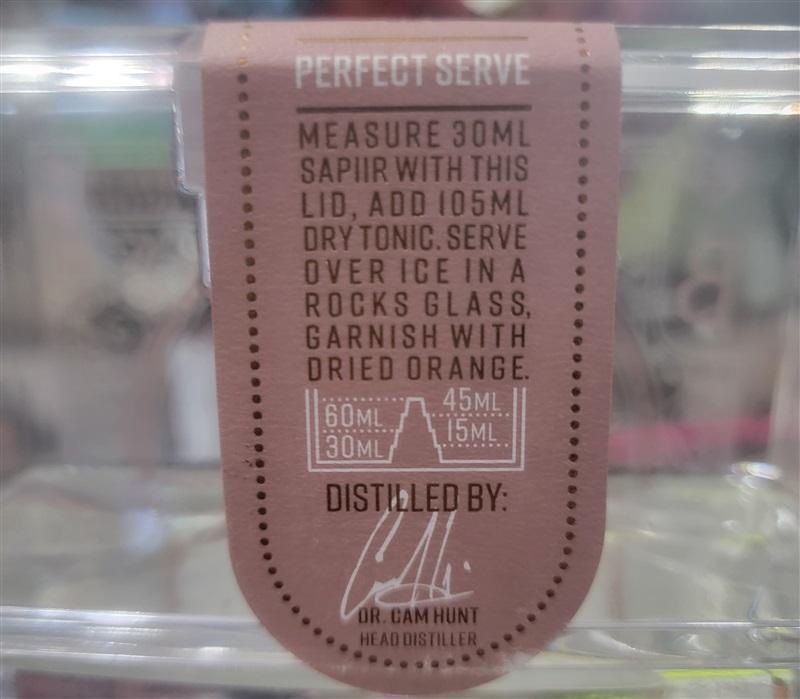 PERFECT SERVE
MEASURE 30ML
SAPIIR WITH THIS
LID, ADD 105ML
DRY TONIC. SERVE
OVER ICE IN A
ROCKS GLASS,
GARNISH WITH
DRIED ORANGE.
60ML 45ML
30ML 15ML
DISTILLED BY:
DR. CAM HUNT
HEAD DISTILLER